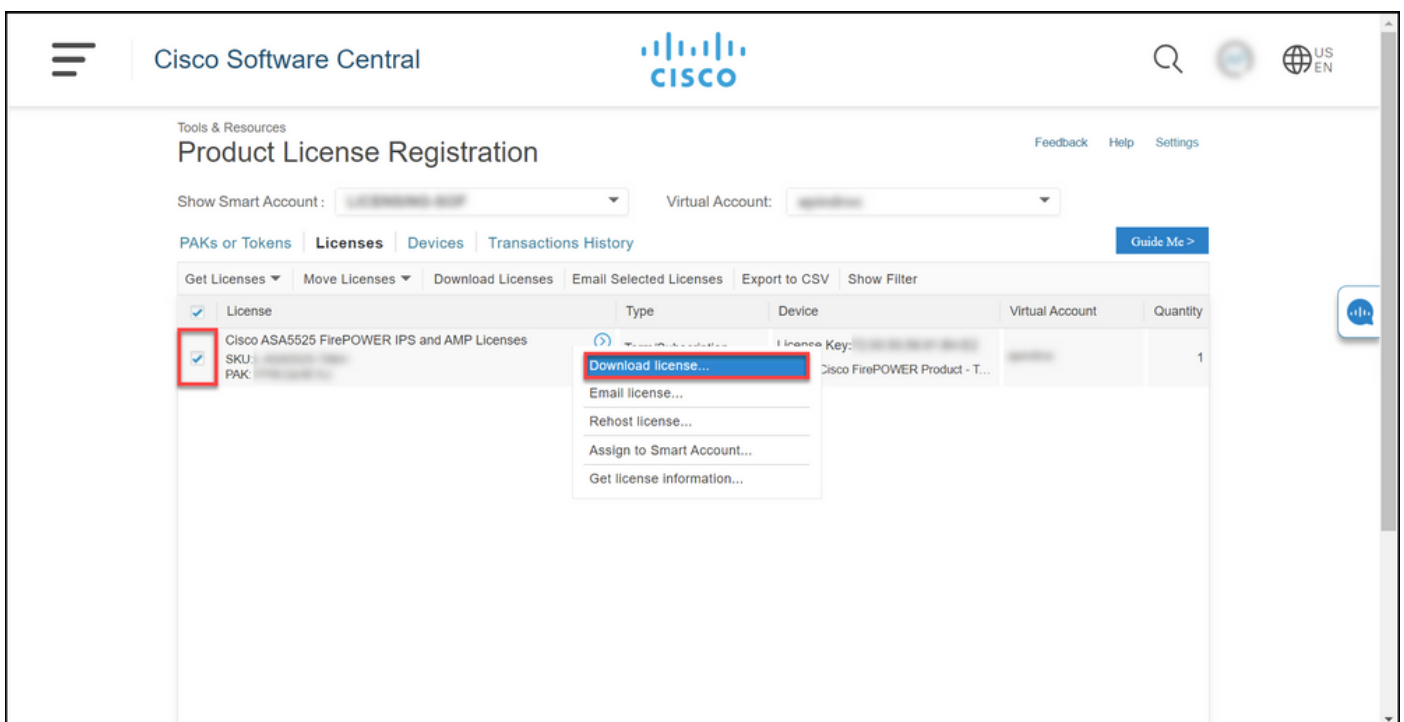 Cisco Software Central
CISCO
US
EN
Tools & Resources
Product License Registration
Feedback Help Settings
Show Smart Account :
Virtual Account:
PAKs or Tokens Licenses Devices Transactions History
Guide Me >
Get Licenses Move Licenses Download Licenses Email Selected Licenses Export to CSV Show Filter
License Type Device Virtual Account Quantity
Cisco ASA5525 FirePOWER IPS and AMP Licenses
SKU:
PAK:
License Key:
Cisco FirePOWER Product - T...
1
Download license...
Email license...
Rehost license...
Assign to Smart Account...
Get license information...